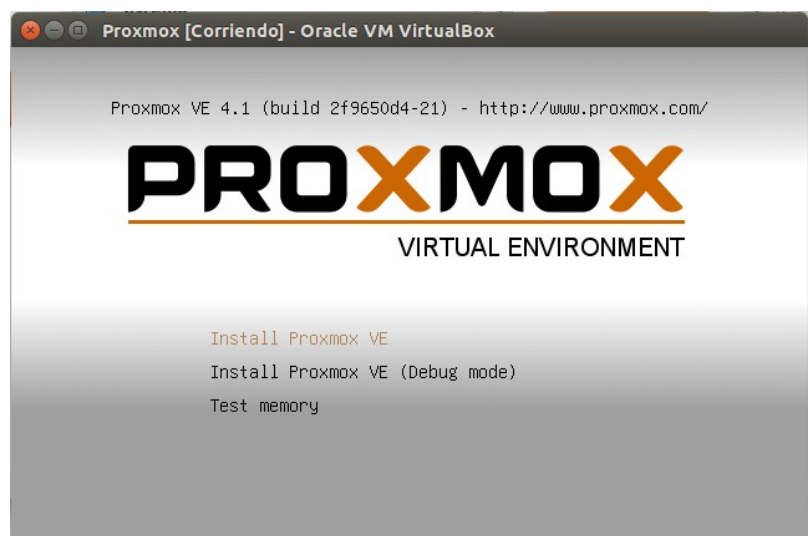 Proxmox [Corriendo] - Oracle VM VirtualBox
Proxmox VE 4.1 (build 2f9650d4-21) - http://www.proxmox.com/
PROXMOX
VIRTUAL ENVIRONMENT
Install Proxmox VE
Install Proxmox VE (Debug mode)
Test memory